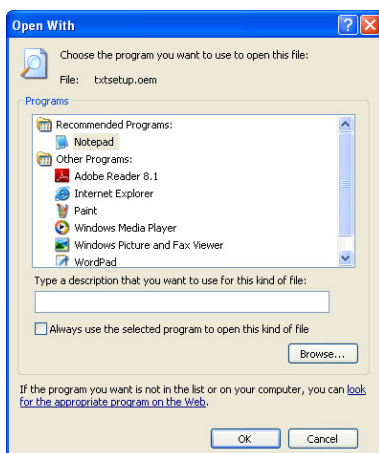 Open With
Choose the program you want to use to open this file:
File: txtsetup.oem
Programs
Recommended Programs:
Notepad
Other Programs:
Adobe Reader 8.1
Internet Explorer
Paint
Windows Media Player
Windows Picture and Fax Viewer
WordPad
Type a description that you want to use for this kind of file:
Always use the selected program to open this kind of file
Browse...
If the program you want is not in the list or on your computer, you can look
for the appropriate program on the Web.
OK Cancel